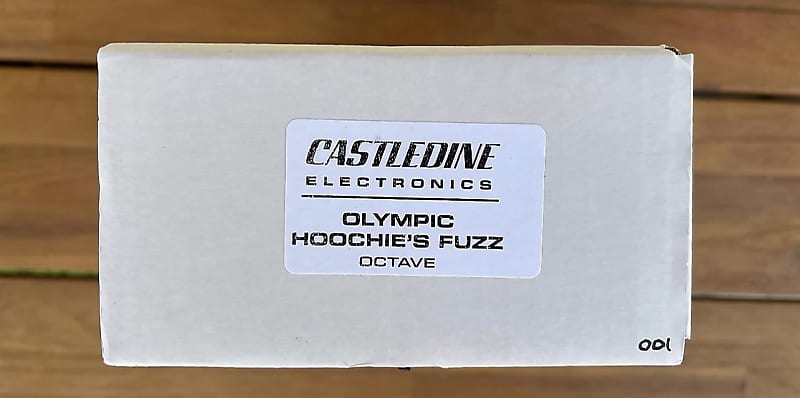 CASTLEDINE
ELECTRONICS
OLYMPIC
HOOCHIE'S FUZZ
OCTAVE
001